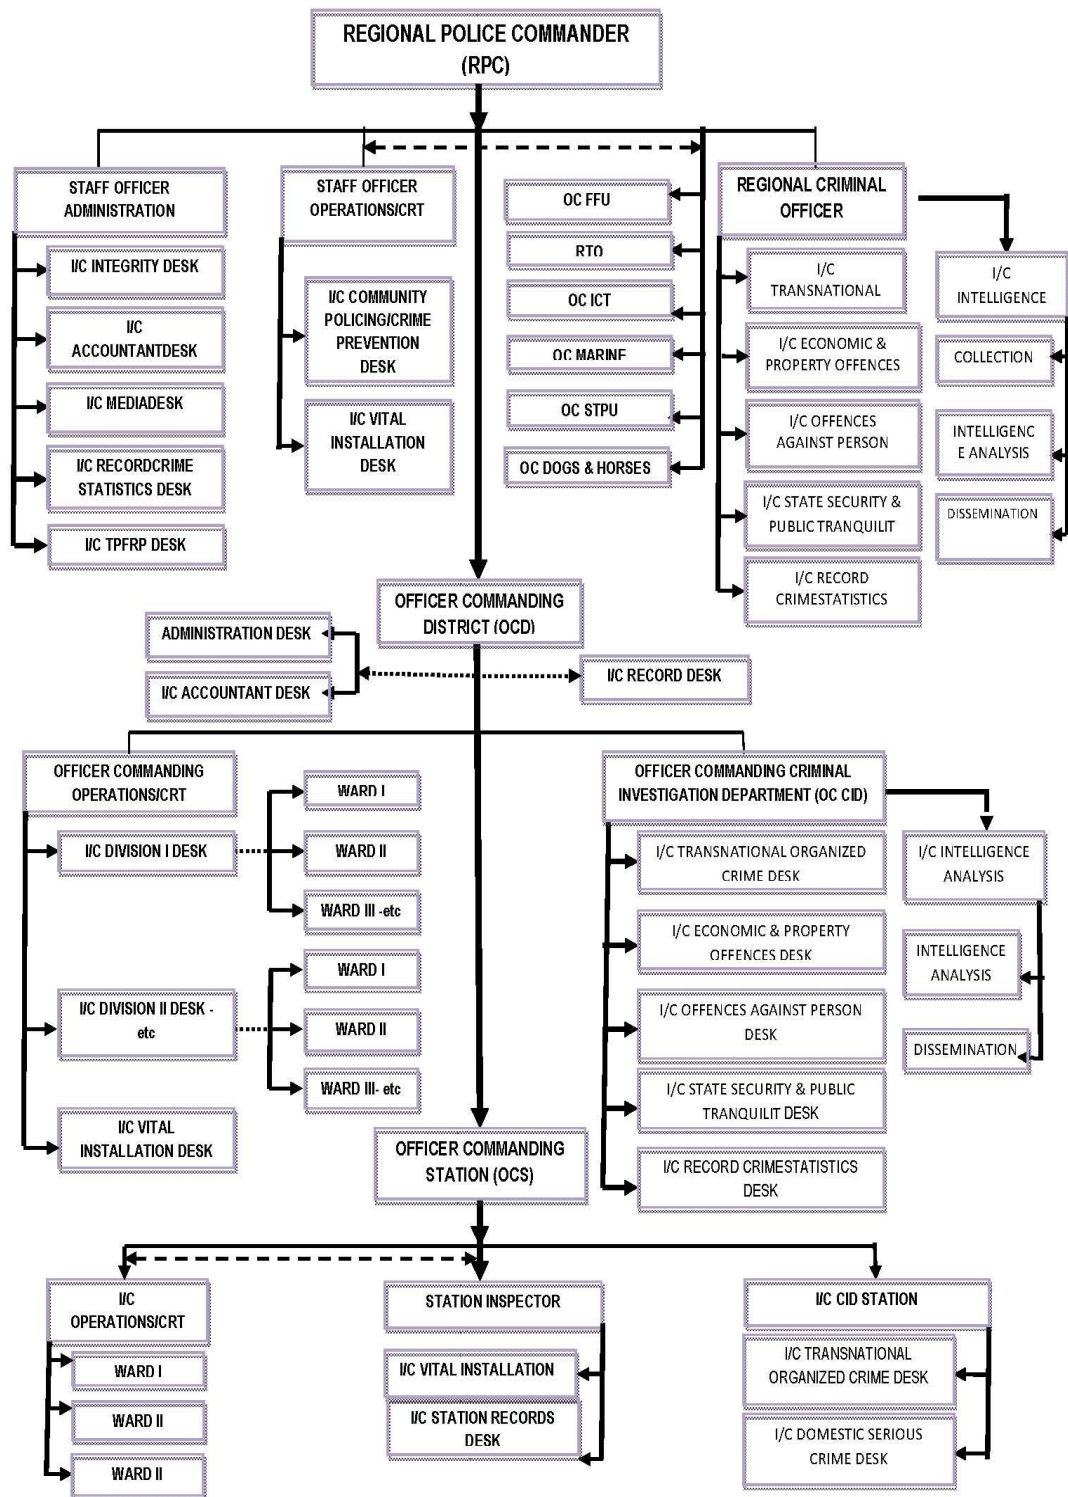 REGIONAL POLICE COMMANDER
(RPC)
STAFF OFFICER
ADMINISTRATION
I/C INTEGRITY DESK
I/C
ACCOUNTANTDESK
I/C MEDIADESK
I/C RECORDCRIME
STATISTICS DESK
I/C TPFRP DESK
STAFF OFFICER
OPERATIONS/CRT
I/C COMMUNITY
POLICING/CRIME
PREVENTION
DESK
I/C VITAL
INSTALLATION
DESK
OC FFU
RTO
OC ICT
OC MARINE
OC STPU
OC DOGS & HORSES
REGIONAL CRIMINAL
OFFICER
I/C
TRANSNATIONAL
I/C ECONOMIC &
PROPERTY OFFENCES
I/C OFFENCES
AGAINST PERSON
I/C STATE SECURITY &
PUBLIC TRANQUILIT
I/C RECORD
CRIMESTATISTICS
I/C
INTELLIGENCE
COLLECTION
INTELLIGENC
E ANALYSIS
DISSEMINATION
OFFICER COMMANDING
DISTRICT (OCD)
ADMINISTRATION DESK
I/C ACCOUNTANT DESK
I/C RECORD DESK
OFFICER COMMANDING
OPERATIONS/CRT
I/C DIVISION I DESK
WARD I
WARD II
WARD III -etc
I/C DIVISION II DESK -
etc
WARD I
WARD II
WARD III- etc
I/C VITAL
INSTALLATION DESK
OFFICER COMMANDING CRIMINAL
INVESTIGATION DEPARTMENT (OC CID)
I/C TRANSNATIONAL ORGANIZED
CRIME DESK
I/C ECONOMIC & PROPERTY
OFFENCES DESK
I/C OFFENCES AGAINST PERSON
DESK
I/C STATE SECURITY & PUBLIC
TRANQUILIT DESK
I/C RECORD CRIMESTATISTICS
DESK
I/C INTELLIGENCE
ANALYSIS
INTELLIGENCE
ANALYSIS
DISSEMINATION
OFFICER COMMANDING
STATION (OCS)
I/C
OPERATIONS/CRT
WARD I
WARD II
WARD II
STATION INSPECTOR
I/C VITAL INSTALLATION
I/C STATION RECORDS
DESK
I/C CID STATION
I/C TRANSNATIONAL
ORGANIZED CRIME DESK
I/C DOMESTIC SERIOUS
CRIME DESK